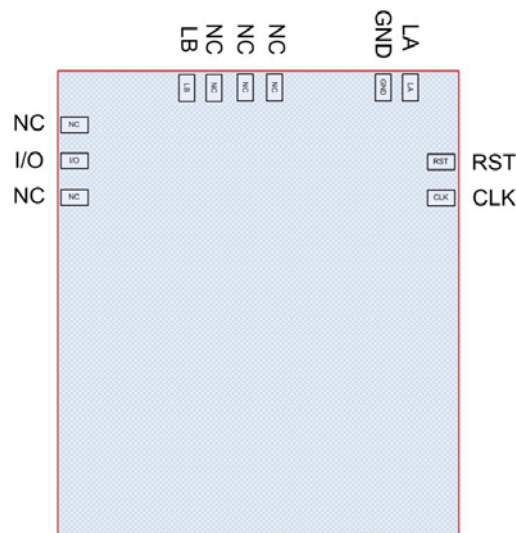 LB NC NC NC GND LA
LB NC NC NC GND LA
NC NC
I/O I/O RST RST
NC NC CLK CLK